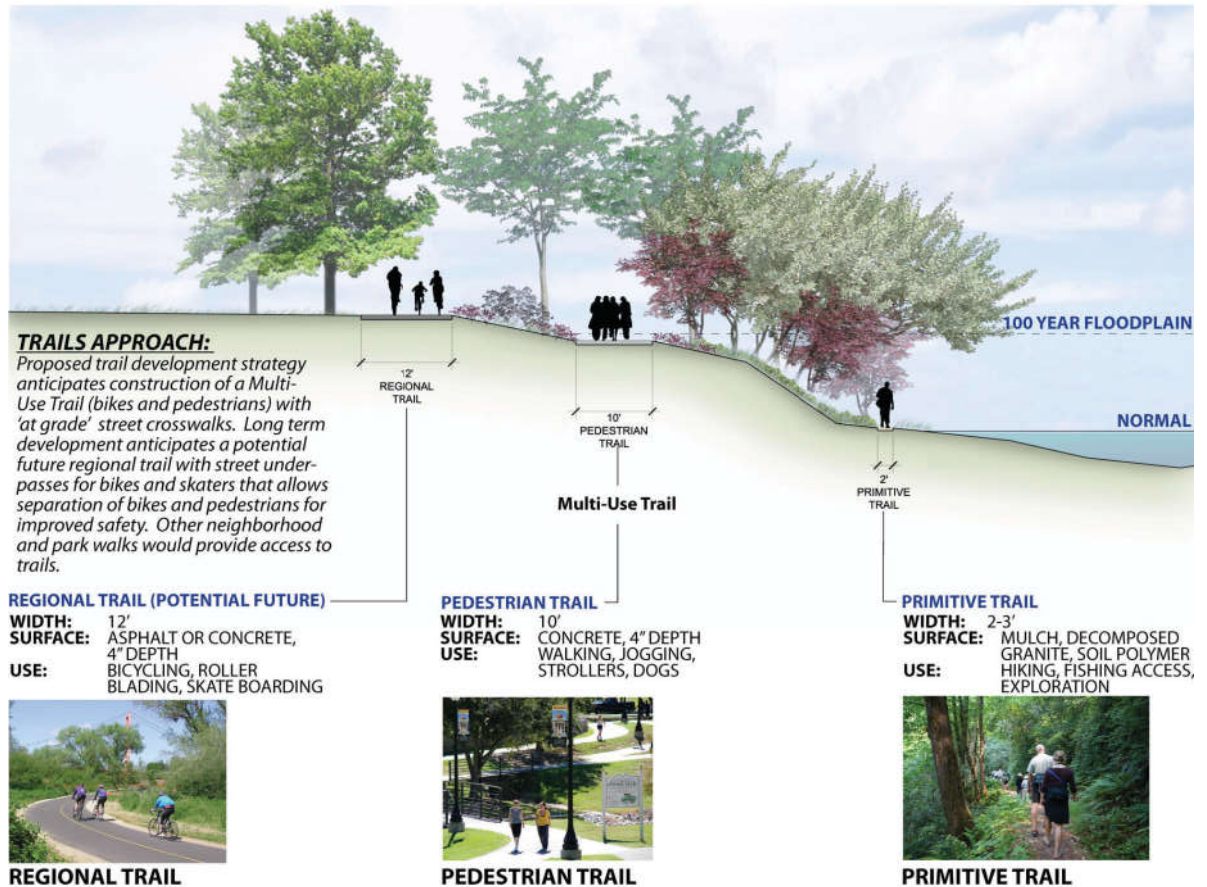 100 YEAR FLOODPLAIN
TRAILS APPROACH:
Proposed trail development strategy
anticipates construction of a Multi-
Use Trail (bikes and pedestrians) with
'at grade' street crosswalks. Long term
development anticipates a potential
future regional trail with street under-
passes for bikes and skaters that allows
separation of bikes and pedestrians for
improved safety. Other neighborhood
and park walks would provide access to
trails.
12'
REGIONAL
TRAIL
10'
PEDESTRIAN
TRAIL
NORMAL
2'
PRIMITIVE
TRAIL
Multi-Use Trail
REGIONAL TRAIL (POTENTIAL FUTURE)
WIDTH: 12'
SURFACE: ASPHALT OR CONCRETE,
4" DEPTH
USE: BICYCLING, ROLLER
BLADING, SKATE BOARDING
REGIONAL TRAIL
PEDESTRIAN TRAIL
WIDTH: 10'
SURFACE: CONCRETE, 4" DEPTH
USE: WALKING, JOGGING,
STROLLERS, DOGS
PEDESTRIAN TRAIL
PRIMITIVE TRAIL
WIDTH: 2-3'
SURFACE: MULCH, DECOMPOSED
GRANITE, SOIL POLYMER
USE: HIKING, FISHING ACCESS,
EXPLORATION
PRIMITIVE TRAIL